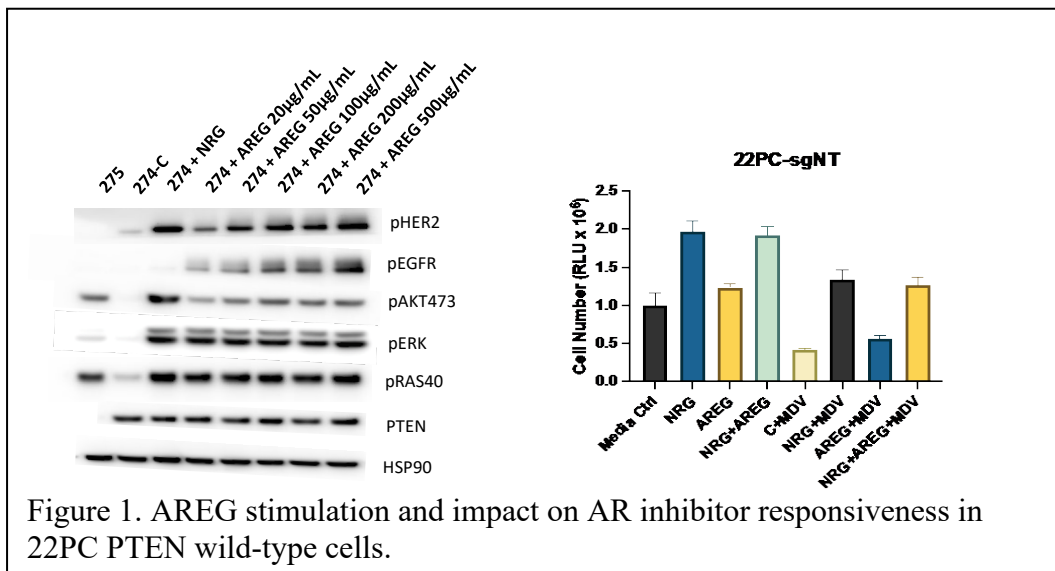 275
274-C
274 + NRG
274 + AREG 20µg/mL
274 + AREG 50µg/mL
274 + AREG 100µg/mL
274 + AREG 200µg/mL
274 + AREG 500µg/mL
pHER2
pEGFR
pAKT473
pERK
pRAS40
PTEN
HSP90
22PC-sgNT
Cell Number (RLU x 10⁶)
2.5
2.0
1.5
1.0
0.5
0.0
Media Ctrl
NRG
AREG
NRG+AREG
C+MDV
NRG+MDV
AREG+MDV
NRG+AREG+MDV
Figure 1. AREG stimulation and impact on AR inhibitor responsiveness in
22PC PTEN wild-type cells.